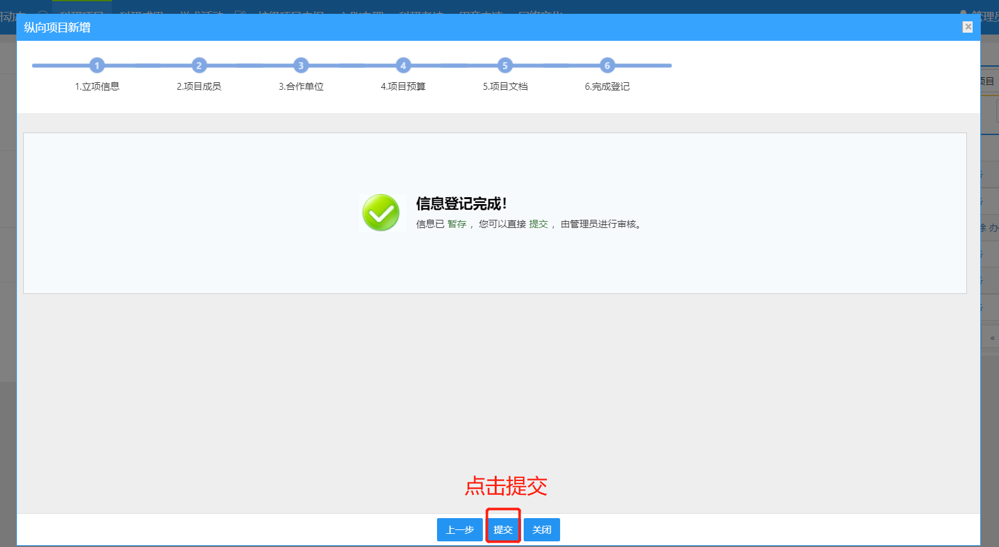 纵向项目新增
1 2 3 4 5 6
1.立项信息 2.项目成员 3.合作单位 4.项目预算 5.项目文档 6.完成登记
项目
信息登记完成！
信息已 暂存 ，您可以直接 提交 ，由管理员进行审核。
«
点击提交
上一步 提交 关闭